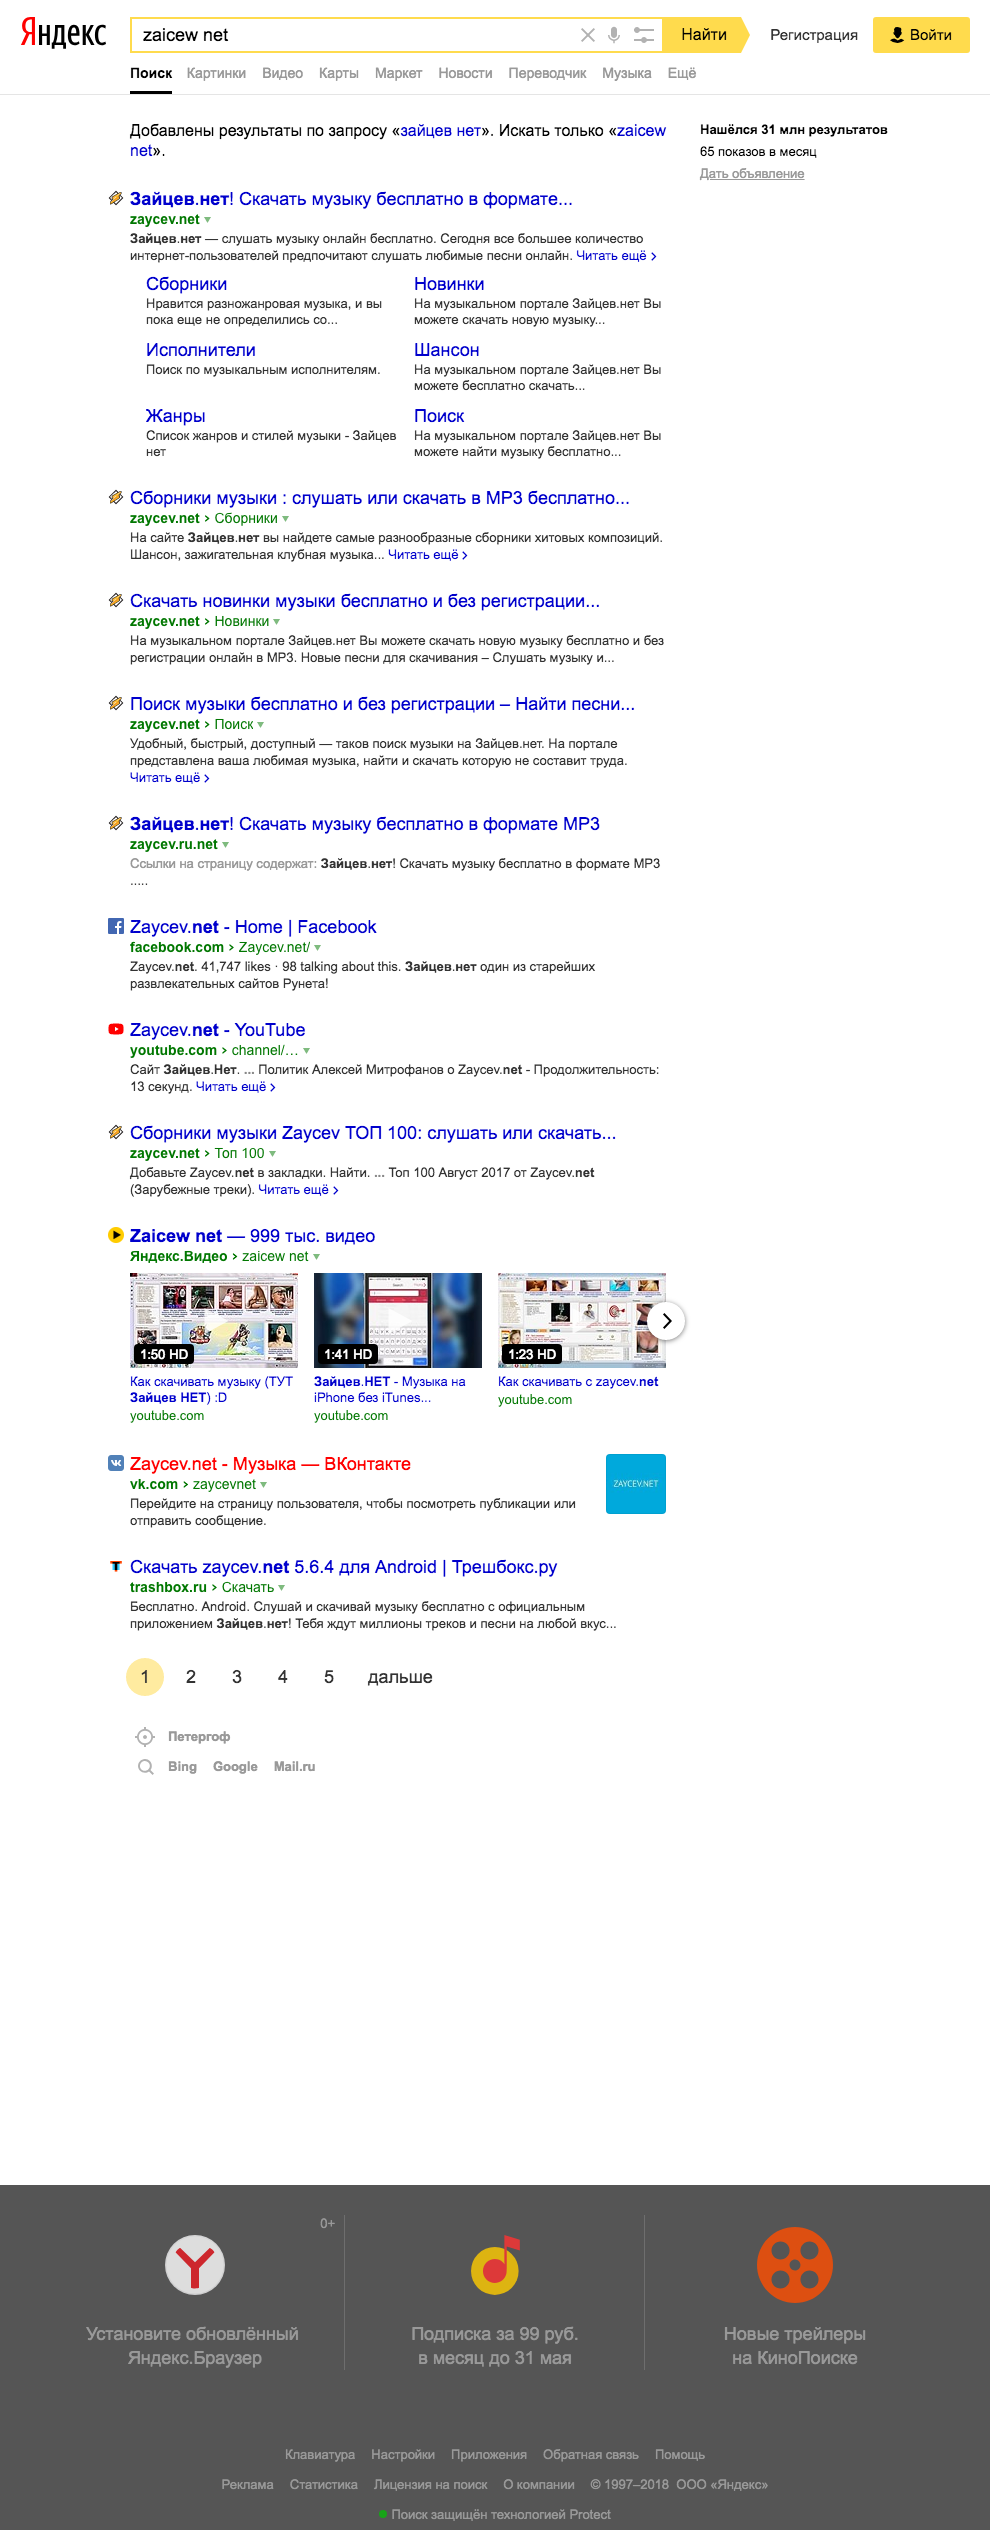 Яндекс
zaicew net
Найти
Регистрация
Войти
Поиск Картинки Видео Карты Маркет Новости Переводчик Музыка Ещё
Добавлены результаты по запросу «зайцев нет». Искать только «zaicew
net».
Нашёлся 31 млн результатов
65 показов в месяц
Дать объявление
Зайцев.нет! Скачать музыку бесплатно в формате...
zaycev.net
Зайцев.нет — слушать музыку онлайн бесплатно. Сегодня все большее количество
интернет-пользователей предпочитают слушать любимые песни онлайн. Читать ещё >
Сборники
Нравится разножанровая музыка, и вы
пока еще не определились со...
Новинки
На музыкальном портале Зайцев.нет Вы
можете скачать новую музыку...
Исполнители
Поиск по музыкальным исполнителям.
Шансон
На музыкальном портале Зайцев.нет Вы
можете бесплатно скачать...
Жанры
Список жанров и стилей музыки - Зайцев
нет
Поиск
На музыкальном портале Зайцев.нет Вы
можете найти музыку бесплатно...
Сборники музыки : слушать или скачать в MP3 бесплатно...
zaycev.net > Сборники
На сайте Зайцев.нет вы найдете самые разнообразные сборники хитовых композиций.
Шансон, зажигательная клубная музыка... Читать ещё >
Скачать новинки музыки бесплатно и без регистрации...
zaycev.net > Новинки
На музыкальном портале Зайцев.нет Вы можете скачать новую музыку бесплатно и без
регистрации онлайн в MP3. Новые песни для скачивания – Слушать музыку и...
Поиск музыки бесплатно и без регистрации – Найти песни...
zaycev.net > Поиск
Удобный, быстрый, доступный — таков поиск музыки на Зайцев.нет. На портале
представлена ваша любимая музыка, найти и скачать которую не составит труда.
Читать ещё >
Зайцев.нет! Скачать музыку бесплатно в формате MP3
zaycev.ru.net
Ссылки на страницу содержат: Зайцев.нет! Скачать музыку бесплатно в формате MP3
.....
Zaycev.net - Home | Facebook
facebook.com > Zaycev.net/
Zaycev.net. 41,747 likes · 98 talking about this. Зайцев.нет один из старейших
развлекательных сайтов Рунета!
Zaycev.net - YouTube
youtube.com > channel/…
Сайт Зайцев.Нет. ... Политик Алексей Митрофанов о Zaycev.net - Продолжительность:
13 секунд. Читать ещё >
Сборники музыки Zaycev ТОП 100: слушать или скачать...
zaycev.net > Топ 100
Добавьте Zaycev.net в закладки. Найти. ... Топ 100 Август 2017 от Zaycev.net
(Зарубежные треки). Читать ещё >
Zaicew net — 999 тыс. видео
Яндекс.Видео > zaicew net
1:50 HD
1:41 HD
1:23 HD
Как скачивать музыку (ТУТ
Зайцев НЕТ) :D
youtube.com
Зайцев.НЕТ - Музыка на
iPhone без iTunes...
youtube.com
Как скачивать с zaycev.net
youtube.com
Zaycev.net - Музыка — ВКонтакте
vk.com > zaycevnet
Перейдите на страницу пользователя, чтобы посмотреть публикации или
отправить сообщение.
ZAYCEV.NET
Скачать zaycev.net 5.6.4 для Android | Трешбокс.ру
trashbox.ru > Скачать
Бесплатно. Android. Слушай и скачивай музыку бесплатно с официальным
приложением Зайцев.нет! Тебя ждут миллионы треков и песни на любой вкус...
1 2 3 4 5 дальше
Петергоф
Bing Google Mail.ru
0+
Установите обновлённый
Яндекс.Браузер
Подписка за 99 руб.
в месяц до 31 мая
Новые трейлеры
на КиноПоиске
Клавиатура Настройки Приложения Обратная связь Помощь
Реклама Статистика Лицензия на поиск О компании © 1997–2018 ООО «Яндекс»
Поиск защищён технологией Protect